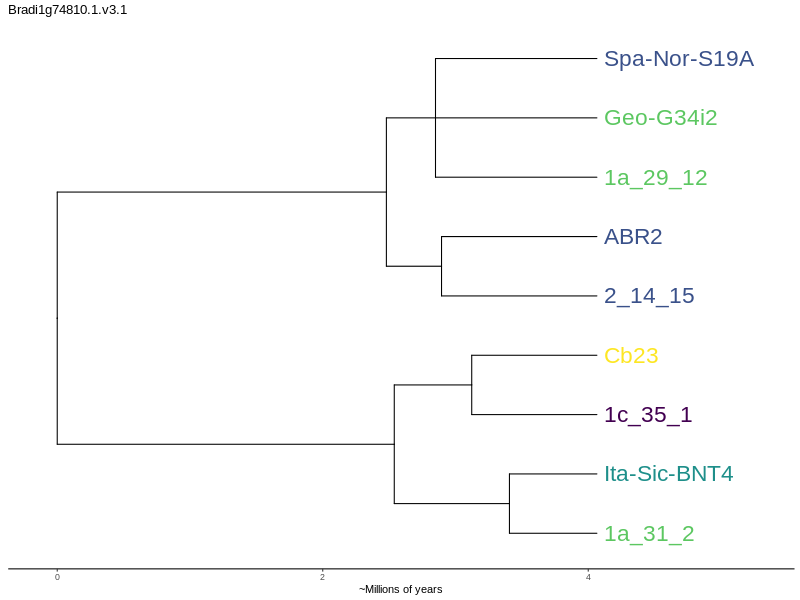 Bradi1g74810.1.v3.1
Spa-Nor-S19A
Geo-G34i2
1a_29_12
ABR2
2_14_15
Cb23
1c_35_1
Ita-Sic-BNT4
1a_31_2
0 2 4
~Millions of years